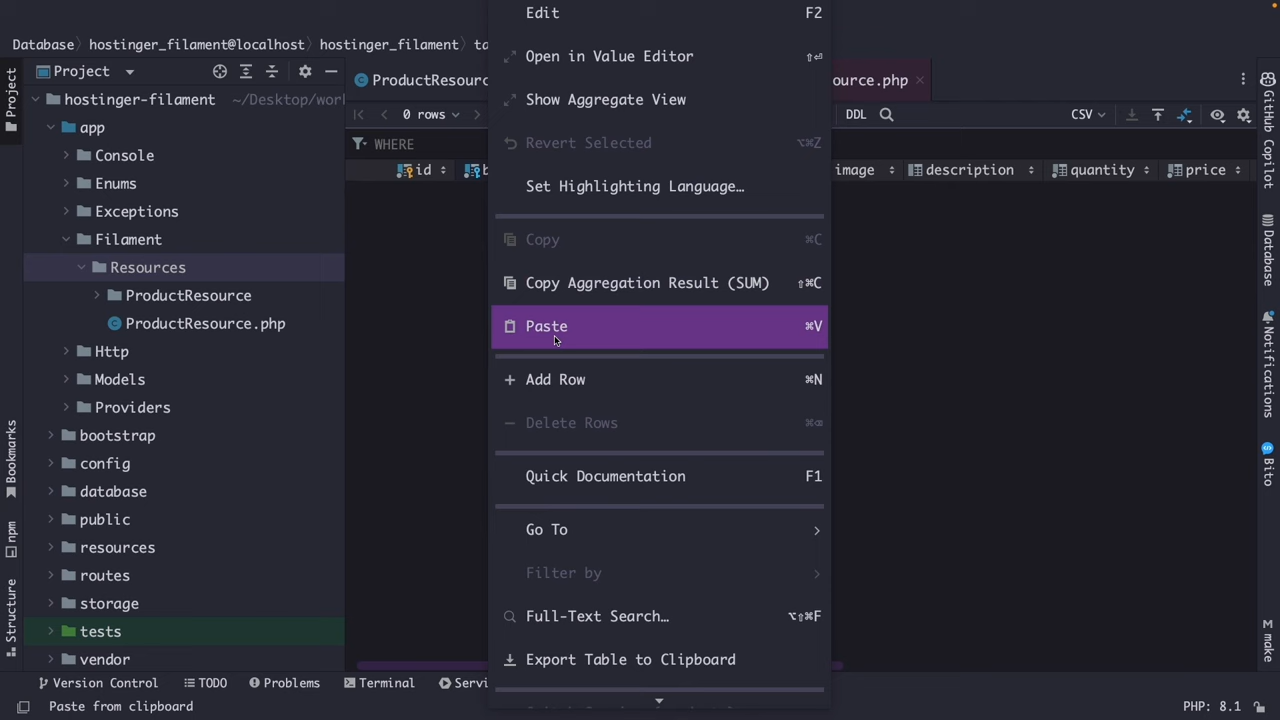 Database
hostinger_filament@localhost
hostinger_filament
ta
Project
ProductResourc
ource.php
hostinger-filament ~/Desktop/wor
0 rows
DDL
CSV
WHERE
id
b
image
description
quantity
price
app
Console
Enums
Exceptions
Filament
Resources
ProductResource
ProductResource.php
Http
Models
Providers
bootstrap
config
database
public
resources
routes
storage
tests
vendor
Edit F2
Open in Value Editor ⇧⏎
Show Aggregate View
Revert Selected ⌥⌘Z
Set Highlighting Language…
Copy ⌘C
Copy Aggregation Result (SUM) ⇧⌘C
Paste ⌘V
Add Row ⌘N
Delete Rows ⌘⌫
Quick Documentation F1
Go To
Filter by
Full-Text Search… ⌥⇧⌘F
Export Table to Clipboard
Project
Bookmarks
npm
Structure
GitHub Copilot
Database
Notifications
Bito
make
Version Control
TODO
Problems
Terminal
Servi
Paste from clipboard
PHP: 8.1